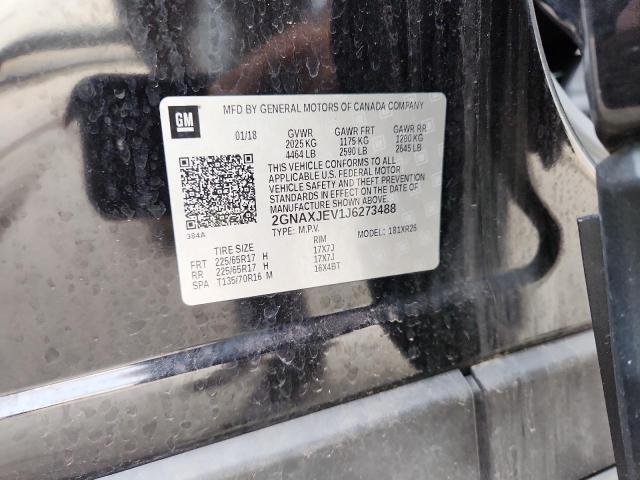 MFD BY GENERAL MOTORS OF CANADA COMPANY
GM
01/18 GVWR GAWR FRT GAWR RR
2025 KG 1175 KG 1200 KG
4464 LB 2590 LB 2645 LB
THIS VEHICLE CONFORMS TO ALL
APPLICABLE U.S. FEDERAL MOTOR
VEHICLE SAFETY AND THEFT PREVENTION
STANDARDS IN EFFECT ON THE DATE OF
MANUFACTURE SHOWN ABOVE.
2GNAXJEV1J6273488
384A
TYPE: M.P.V. MODEL: 1B1XR26
TIRE SIZE RIM
FRT 225/65R17 H 17X7J
RR 225/65R17 H 17X7J
SPA T135/70R16 M 16X4BT